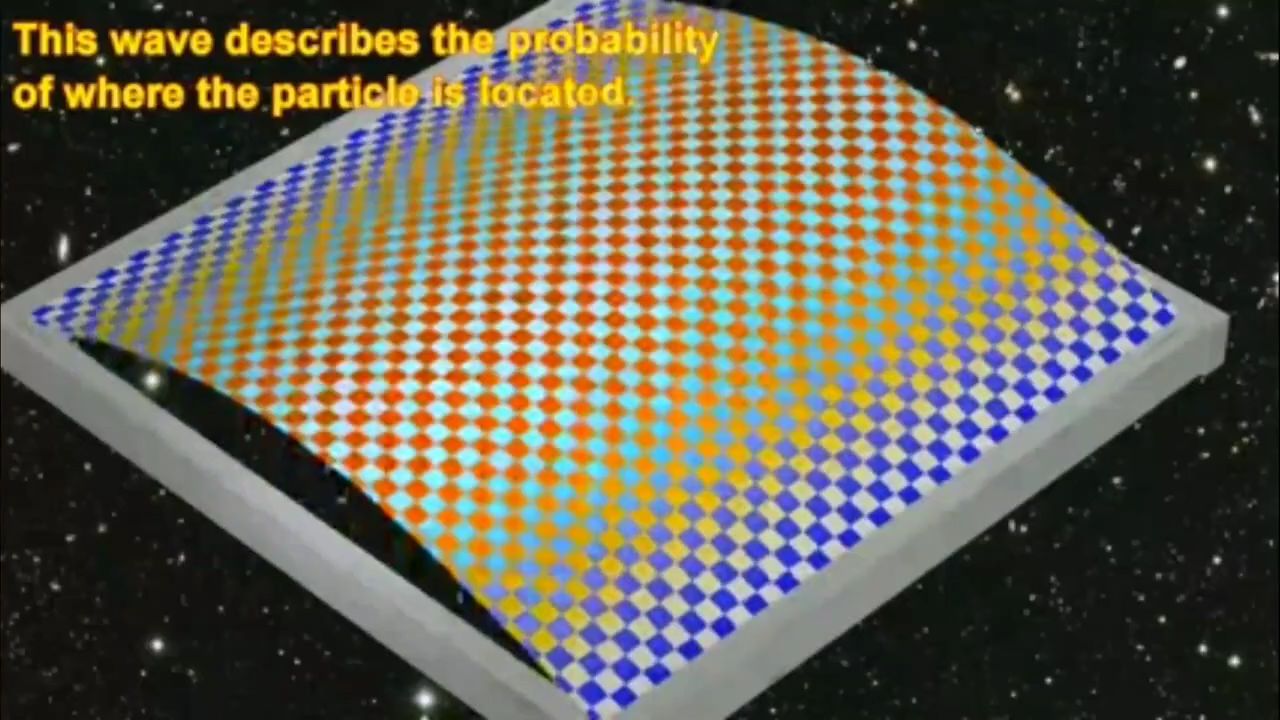 This wave describes the probability
of where the particle is located.